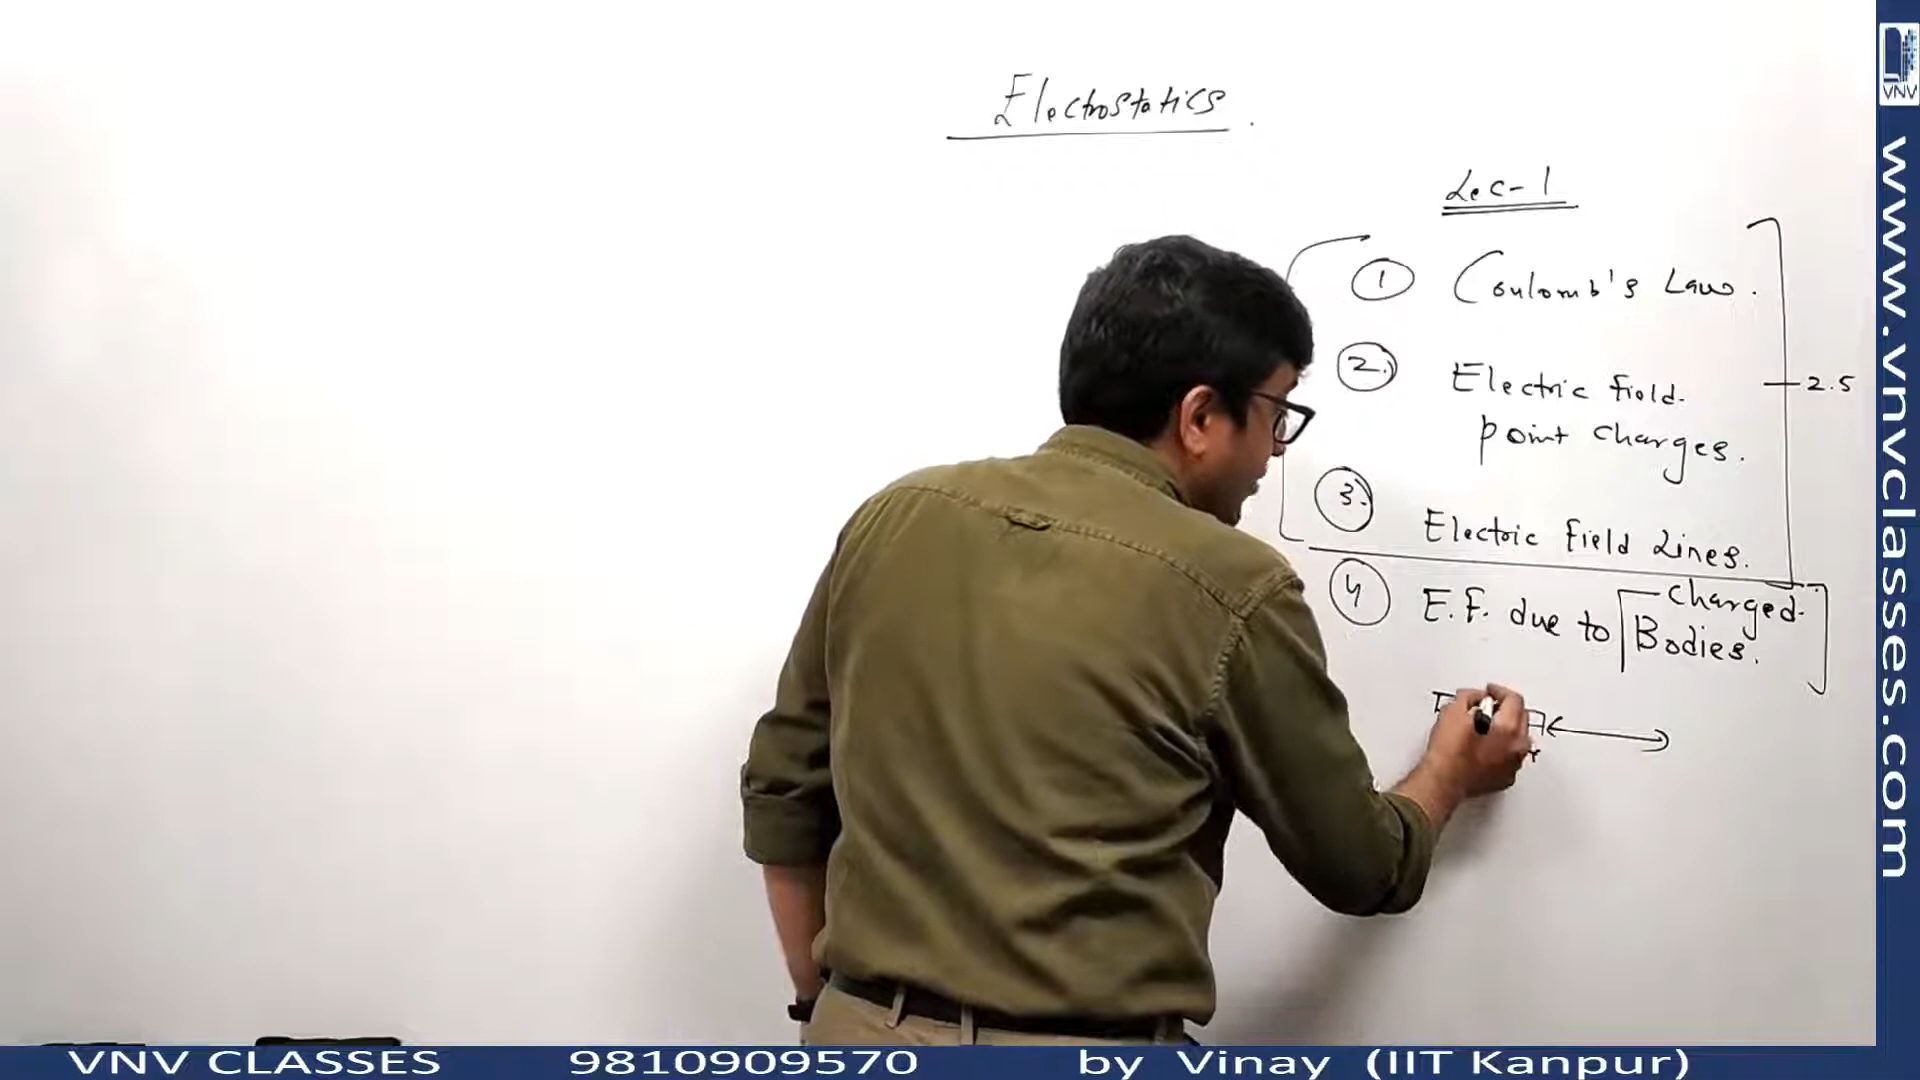 Electrostatics.
Lec-1
1 Coulomb's Law.
2. Electric field
point charges.
2.5
3. Electric Field Lines.
4 E.F. due to charged
Bodies.
VNV
www.vnvclasses.com
VNV CLASSES 9810909570 by Vinay (IIT Kanpur)